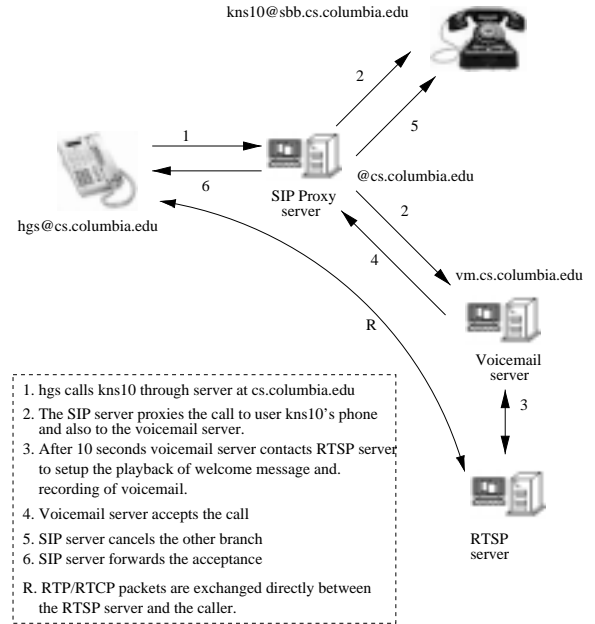 kns10@sbb.cs.columbia.edu
2
5
1
6
@cs.columbia.edu
SIP Proxy
server
hgs@cs.columbia.edu
2
4
vm.cs.columbia.edu
R
Voicemail
server
3
RTSP
server
1. hgs calls kns10 through server at cs.columbia.edu
2. The SIP server proxies the call to user kns10's phone
and also to the voicemail server.
3. After 10 seconds voicemail server contacts RTSP server
to setup the playback of welcome message and.
recording of voicemail.
4. Voicemail server accepts the call
5. SIP server cancels the other branch
6. SIP server forwards the acceptance
R. RTP/RTCP packets are exchanged directly between
the RTSP server and the caller.